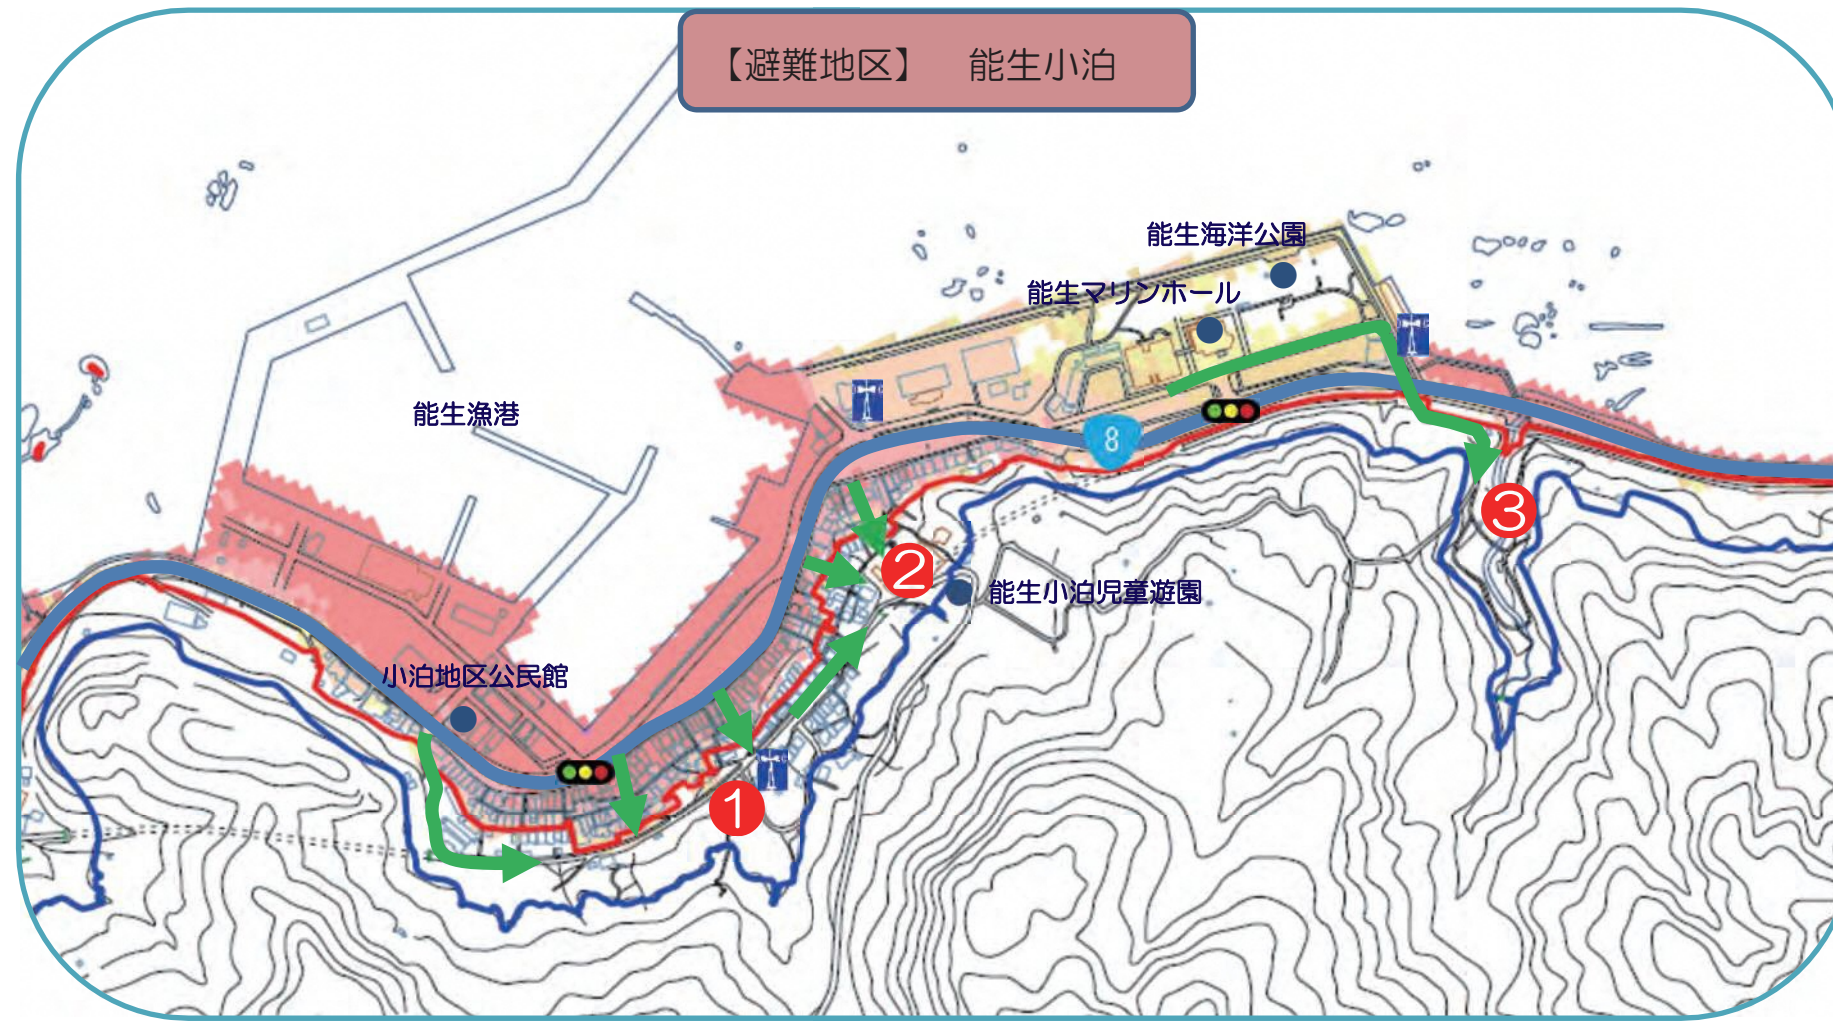 【避難地区】　能生小泊
能生海洋公園
能生マリンホール
能生漁港
8
③
②
能生小泊児童遊園
小泊地区公民館
①